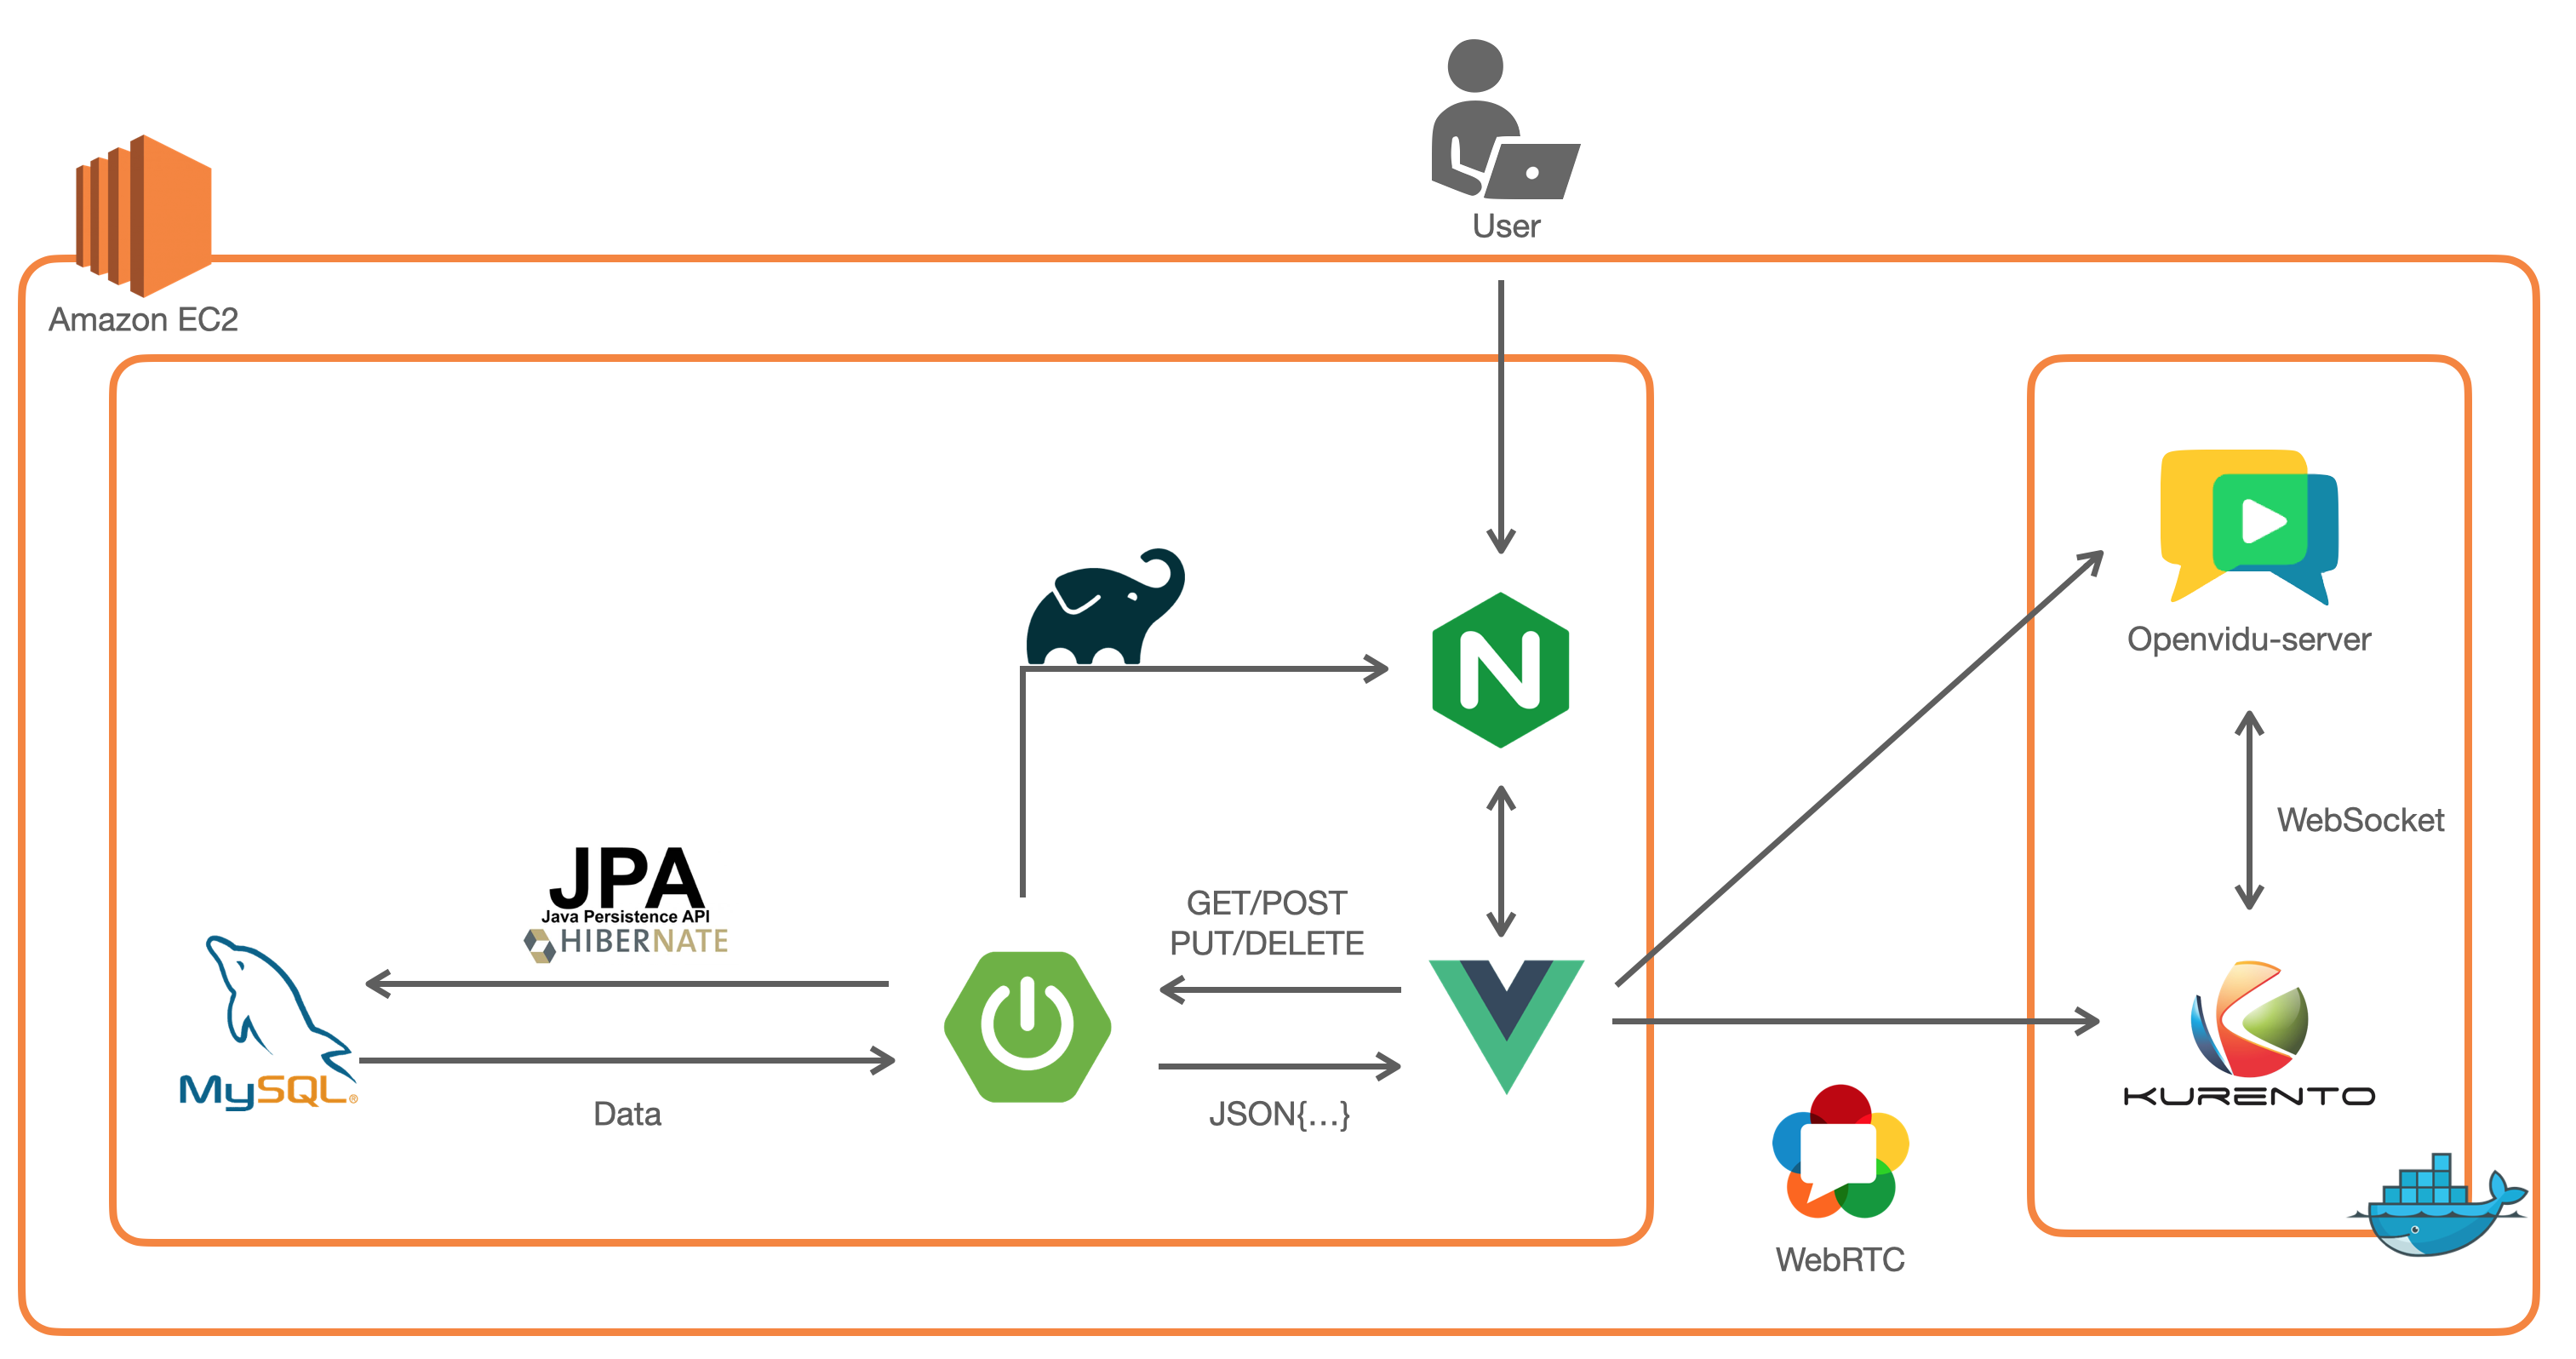 User
Amazon EC2
Openvidu-server
WebSocket
JPA
Java Persistence API
HIBERNATE
GET/POST
PUT/DELETE
N
MySQL®
Data
JSON{...}
KURENTO
WebRTC